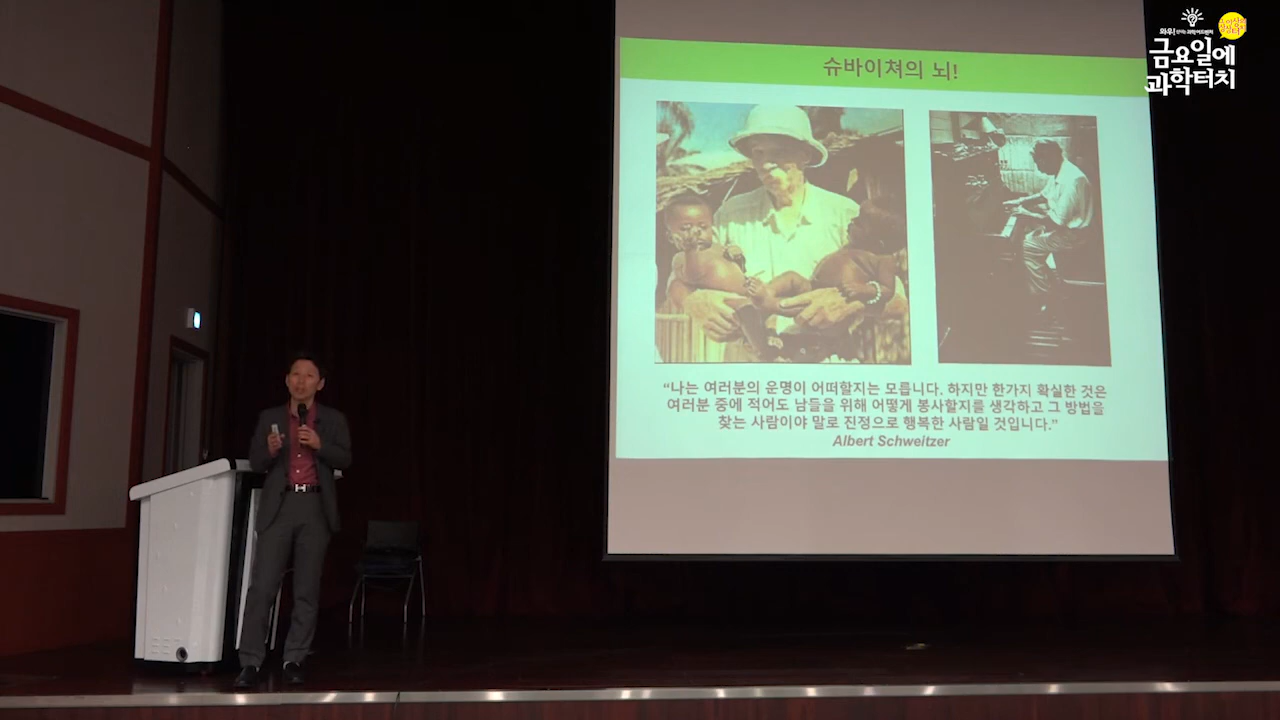 슈바이쳐의 뇌!
“나는 여러분의 운명이 어떠할지는 모릅니다. 하지만 한가지 확실한 것은
여러분 중에 적어도 남들을 위해 어떻게 봉사할지를 생각하고 그 방법을
찾는 사람이야 말로 진정으로 행복한 사람일 것입니다.”
Albert Schweitzer
금요일에
과학터치